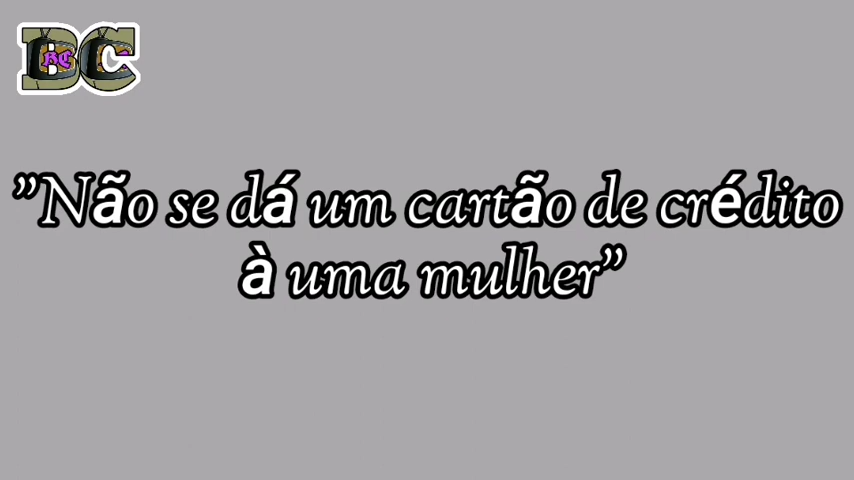 BC
”Não se dá um cartão de crédito
à uma mulher”